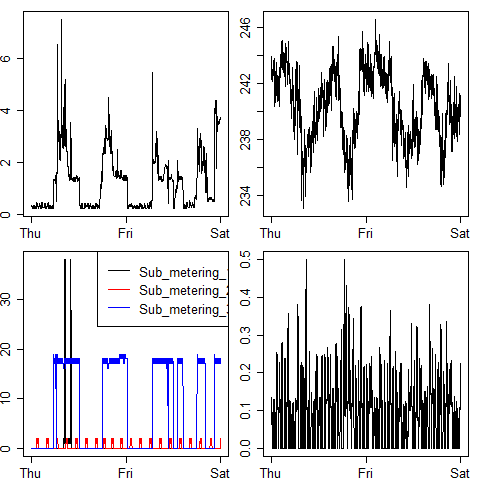 0 2 4 6
Thu Fri Sat
234 238 242 246
Thu Fri Sat
0 10 20 30
Sub_metering_
Sub_metering_2
Sub_metering_3
Thu Fri Sat
0.0 0.1 0.2 0.3 0.4 0.5
Thu Fri Sat